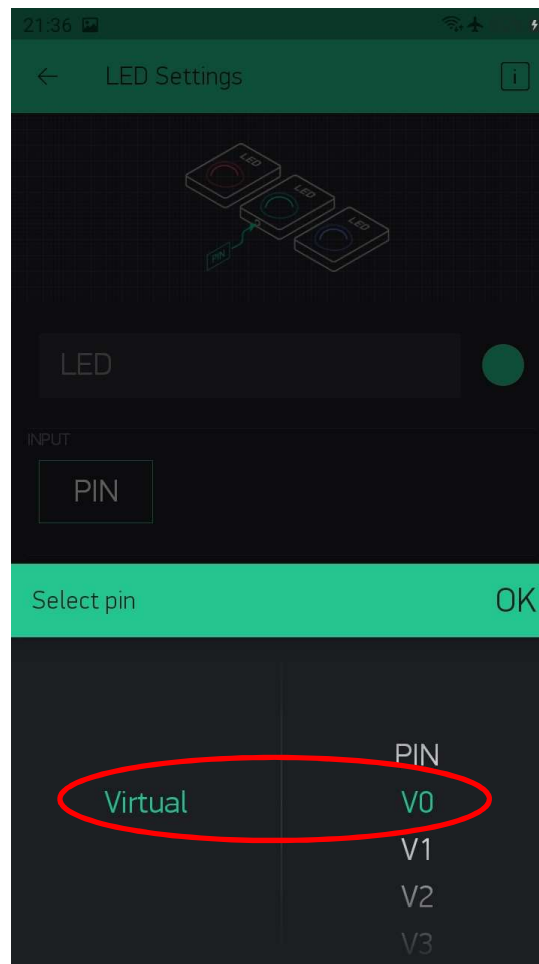 21:36
← LED Settings i
LED
LED
LED
PIN
LED
INPUT
PIN
Select pin OK
PIN
Virtual V0
V1
V2
V3